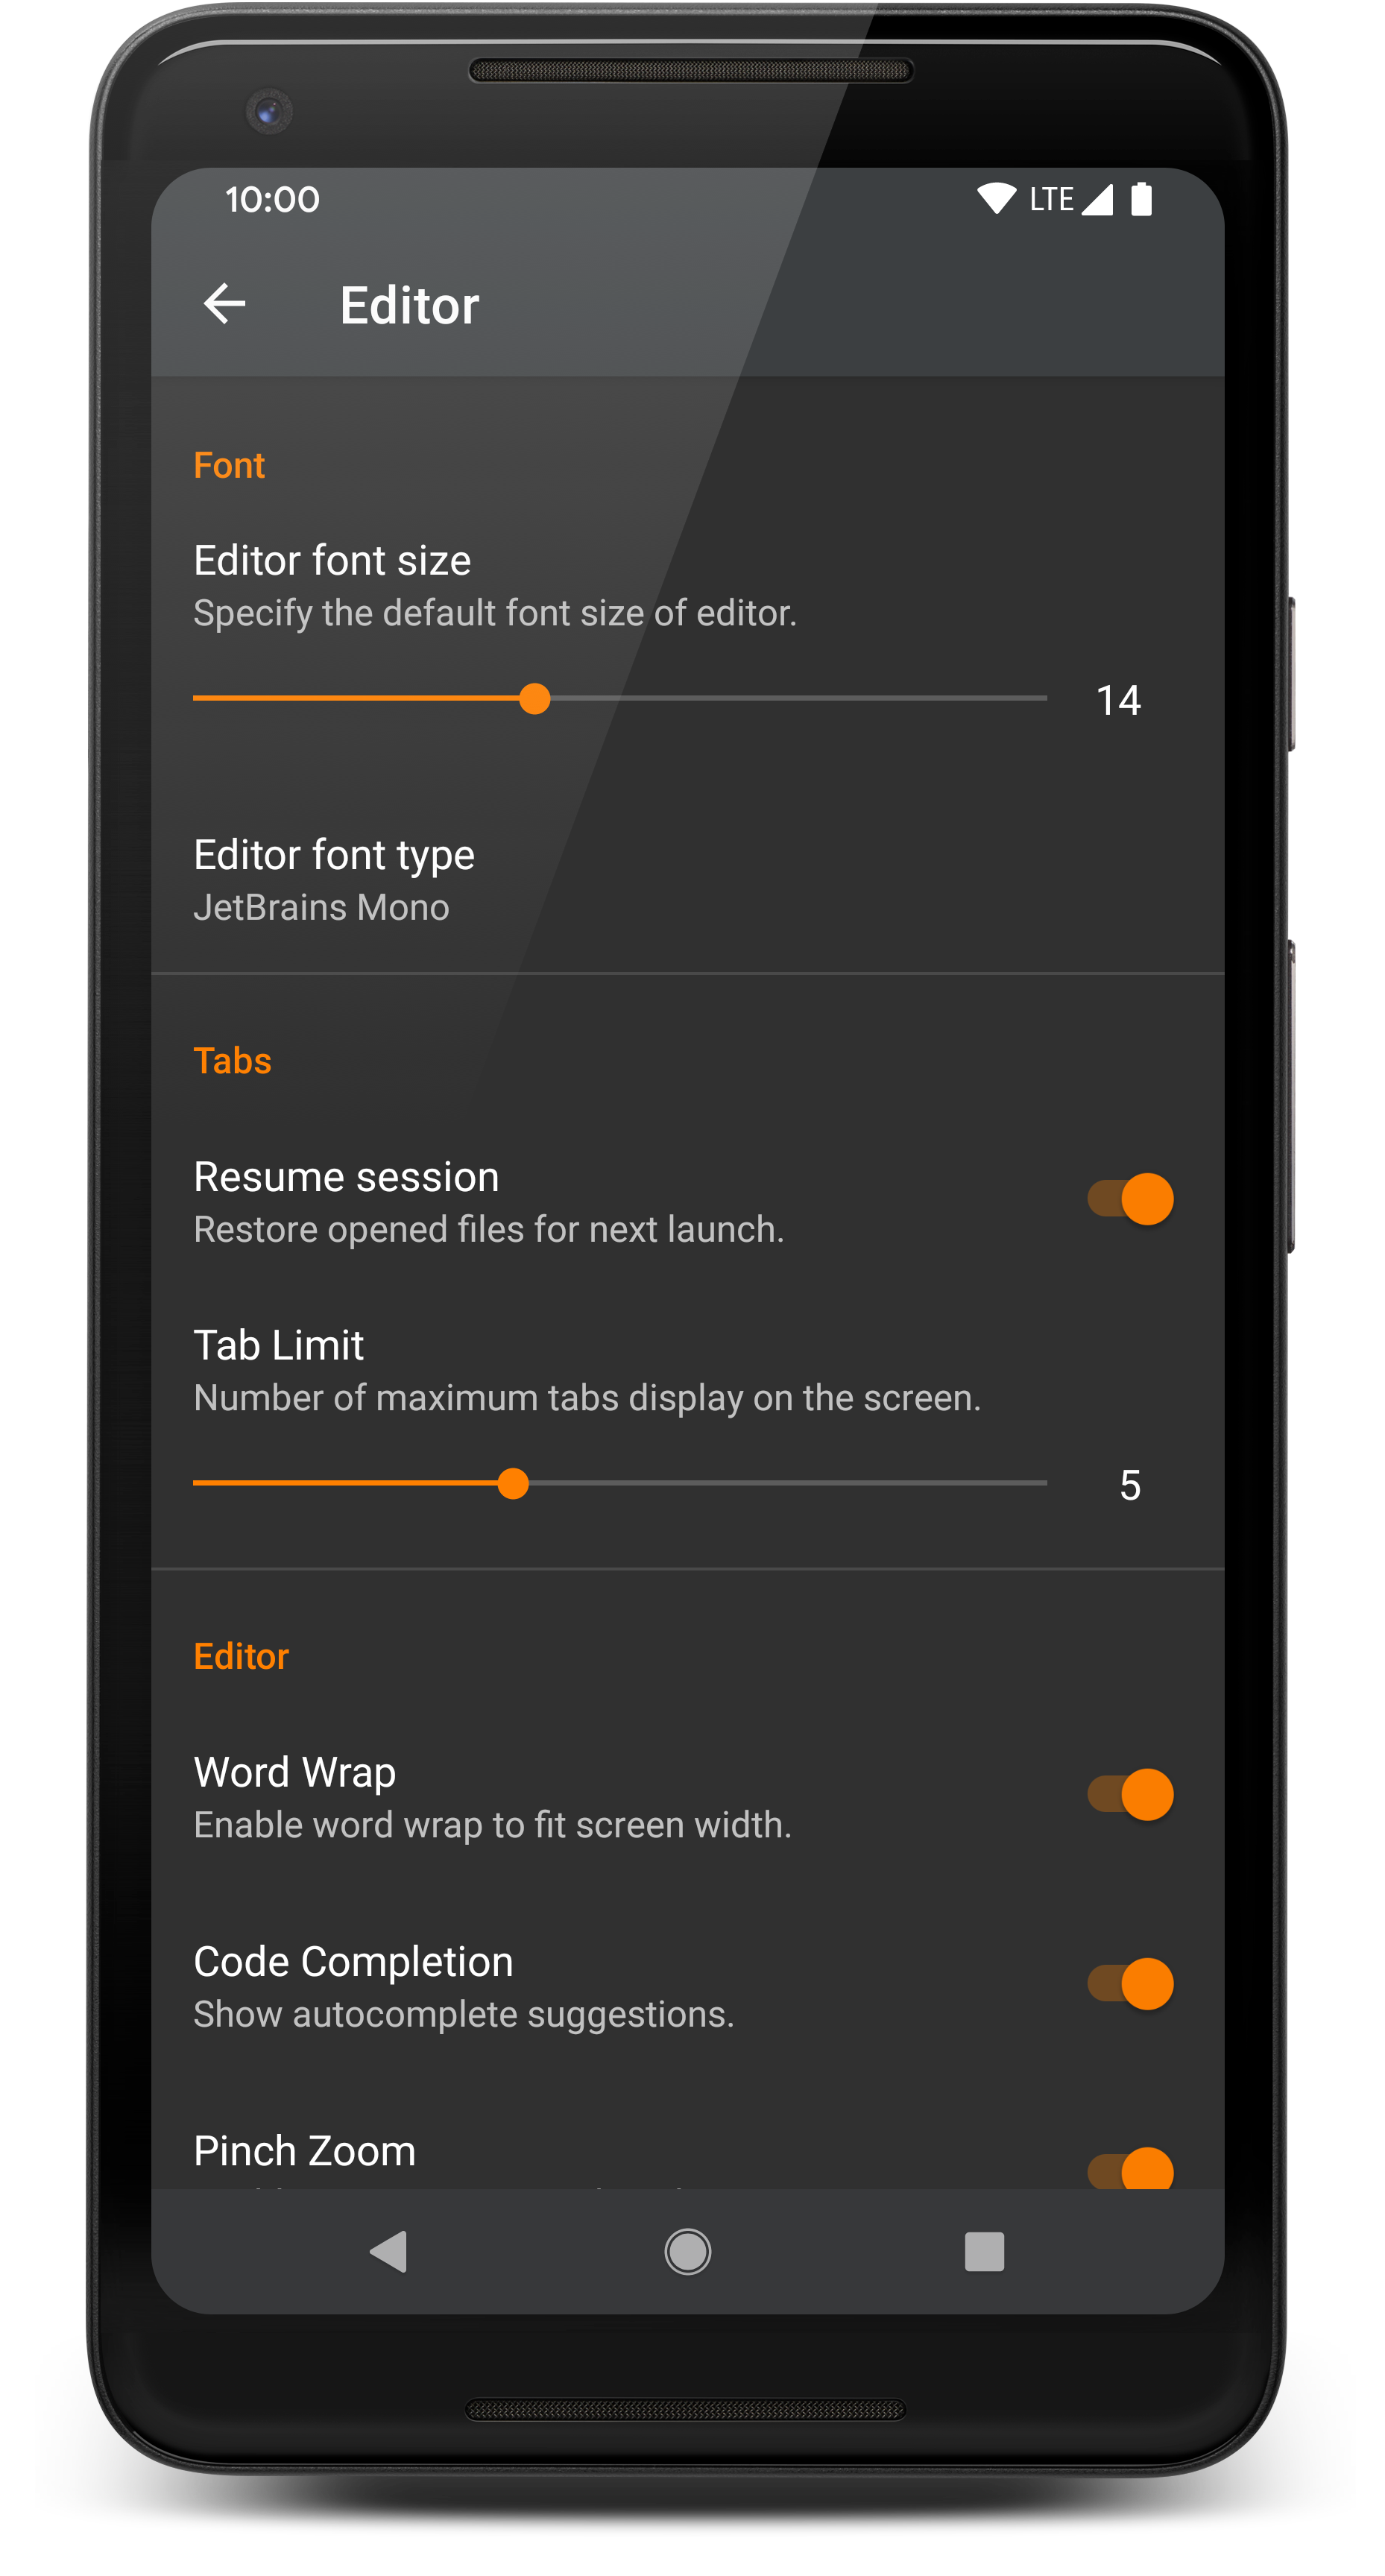 10:00 LTE
Editor
Font
Editor font size
Specify the default font size of editor.
14
Editor font type
JetBrains Mono
Tabs
Resume session
Restore opened files for next launch.
Tab Limit
Number of maximum tabs display on the screen.
5
Editor
Word Wrap
Enable word wrap to fit screen width.
Code Completion
Show autocomplete suggestions.
Pinch Zoom